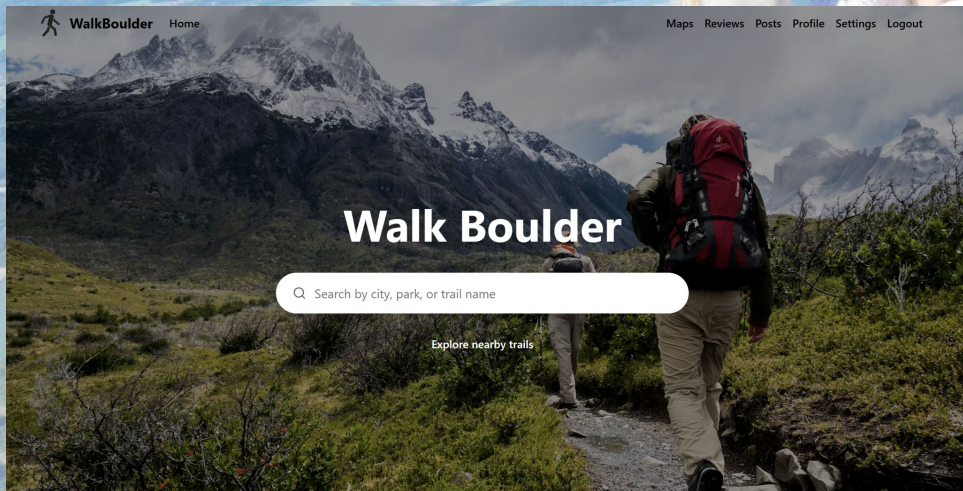 WalkBoulder Home Maps Reviews Posts Profile Settings Logout
Walk Boulder
Search by city, park, or trail name
Explore nearby trails